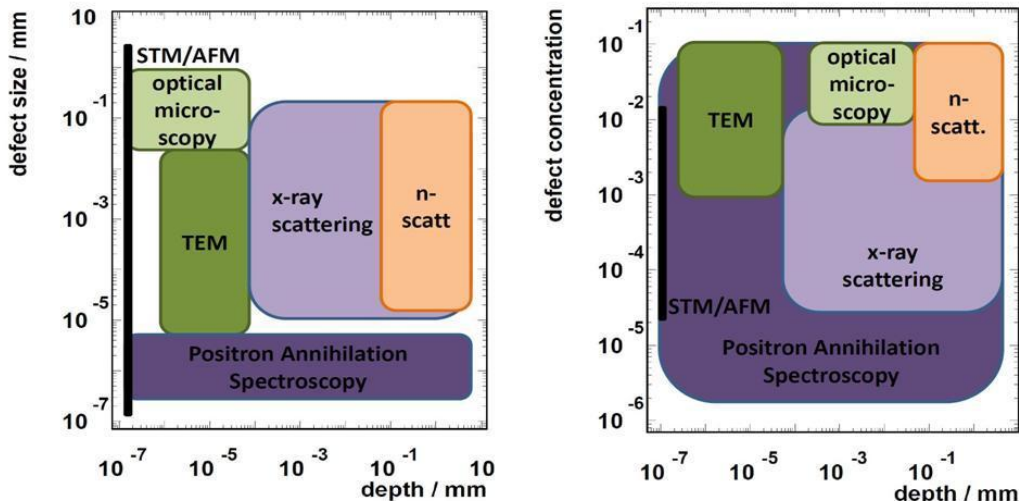 defect size / mm
10
10 -1
10 -3
10 -5
10 -7
STM/AFM
optical
micro-
scopy
TEM
x-ray
scattering
n-
scatt
Positron Annihilation
Spectroscopy
10 -7
10 -5
10 -3
10 -1
10
depth / mm
defect concentration
10 -1
10 -2
10 -3
10 -4
10 -5
10 -6
TEM
optical
micro-
scopy
n-
scatt.
x-ray
scattering
STM/AFM
Positron Annihilation
Spectroscopy
10 -7
10 -5
10 -3
10 -1
depth / mm